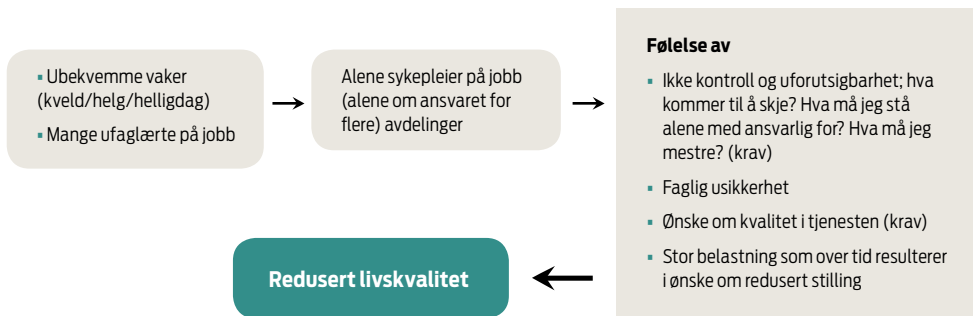 ▪ Ubekvemme vaker
(kveld/helg/helligdag)
▪ Mange ufaglærte på jobb
Alene sykepleier på jobb
(alene om ansvaret for
flere) avdelinger
Følelse av
▪ Ikke kontroll og uforutsigbarhet; hva
kommer til å skje? Hva må jeg stå
alene med ansvarlig for? Hva må jeg
mestre? (krav)
▪ Faglig usikkerhet
▪ Ønske om kvalitet i tjenesten (krav)
▪ Stor belastning som over tid resulterer
i ønske om redusert stilling
Redusert livskvalitet